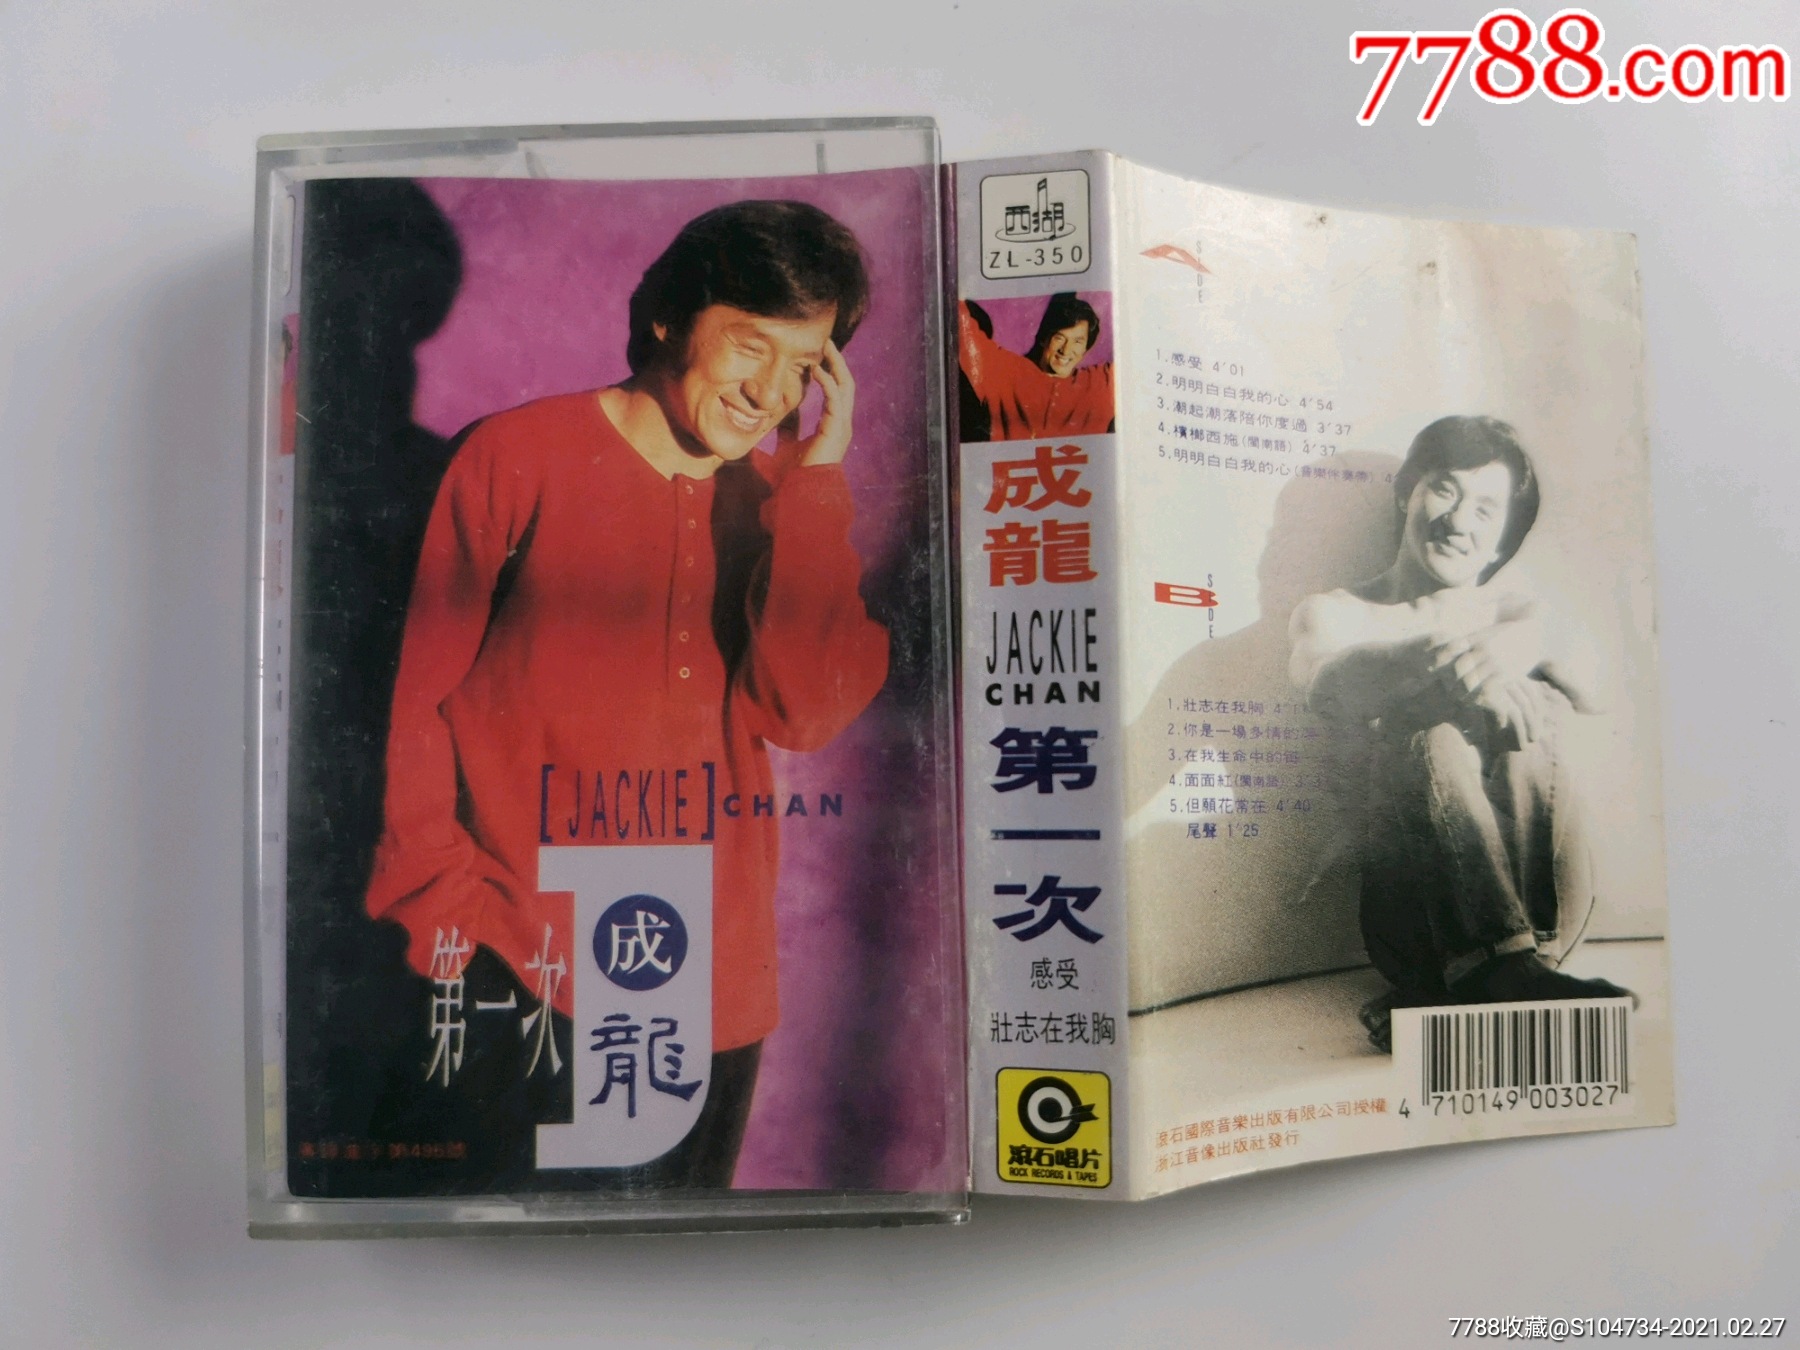 7788.com
[JACKIE] CHAN
第一次
成
龍
西湖
ZL-350
成龍
JACKIE
CHAN
第一次
感受
壯志在我胸
滾石唱片
ROCK RECORDS & TAPES
A SIDE
1.感受 4'01
2.明明白白我的心 4'54
3.潮起潮落陪你度過 3'37
4.檳榔西施(閩南語) 4'37
5.明明白白我的心(音樂伴奏帶) 4
B SIDE
1.壯志在我胸
2.你是一場多情的
3.在我生命中的每一
4.面面紅(閩南語)
5.但願花常在 4'40
尾聲 1'25
4 710149 003027
滾石國際音樂出版有限公司授權
浙江音像出版社發行
7788收藏@S104734-2021.02.27